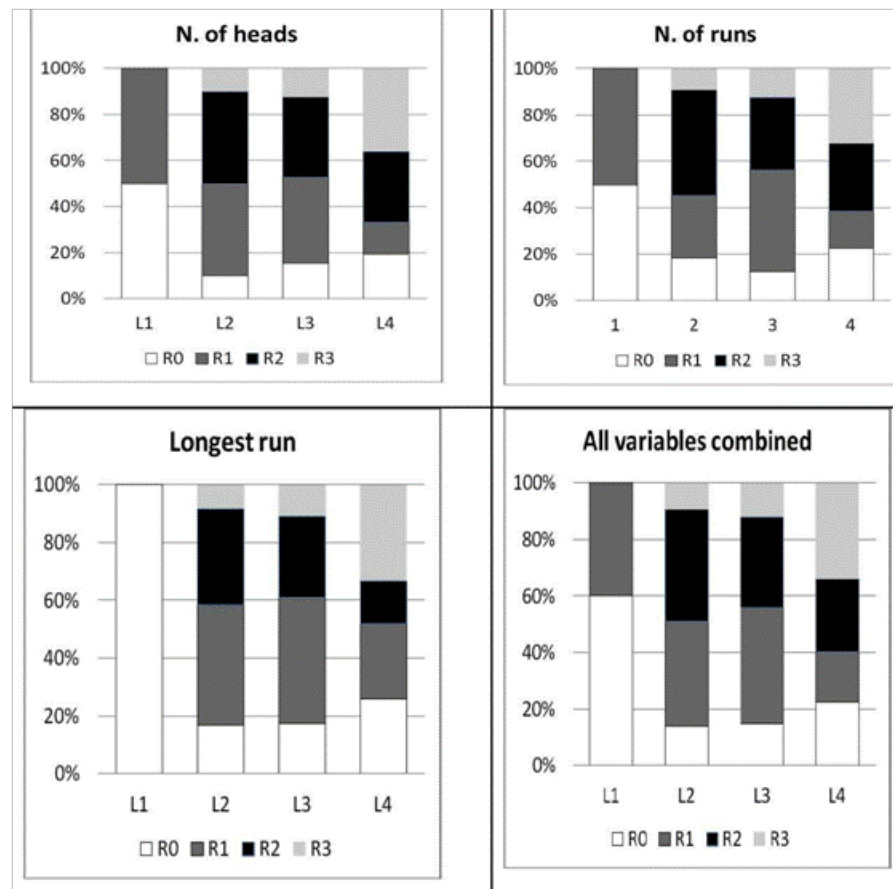 N. of heads
100%
80%
60%
40%
20%
0%
L1 L2 L3 L4
R0 R1 R2 R3
N. of runs
100%
80%
60%
40%
20%
0%
1 2 3 4
R0 R1 R2 R3
Longest run
100%
80%
60%
40%
20%
0%
L1 L2 L3 L4
R0 R1 R2 R3
All variables combined
100%
80%
60%
40%
20%
0%
L1 L2 L3 L4
R0 R1 R2 R3